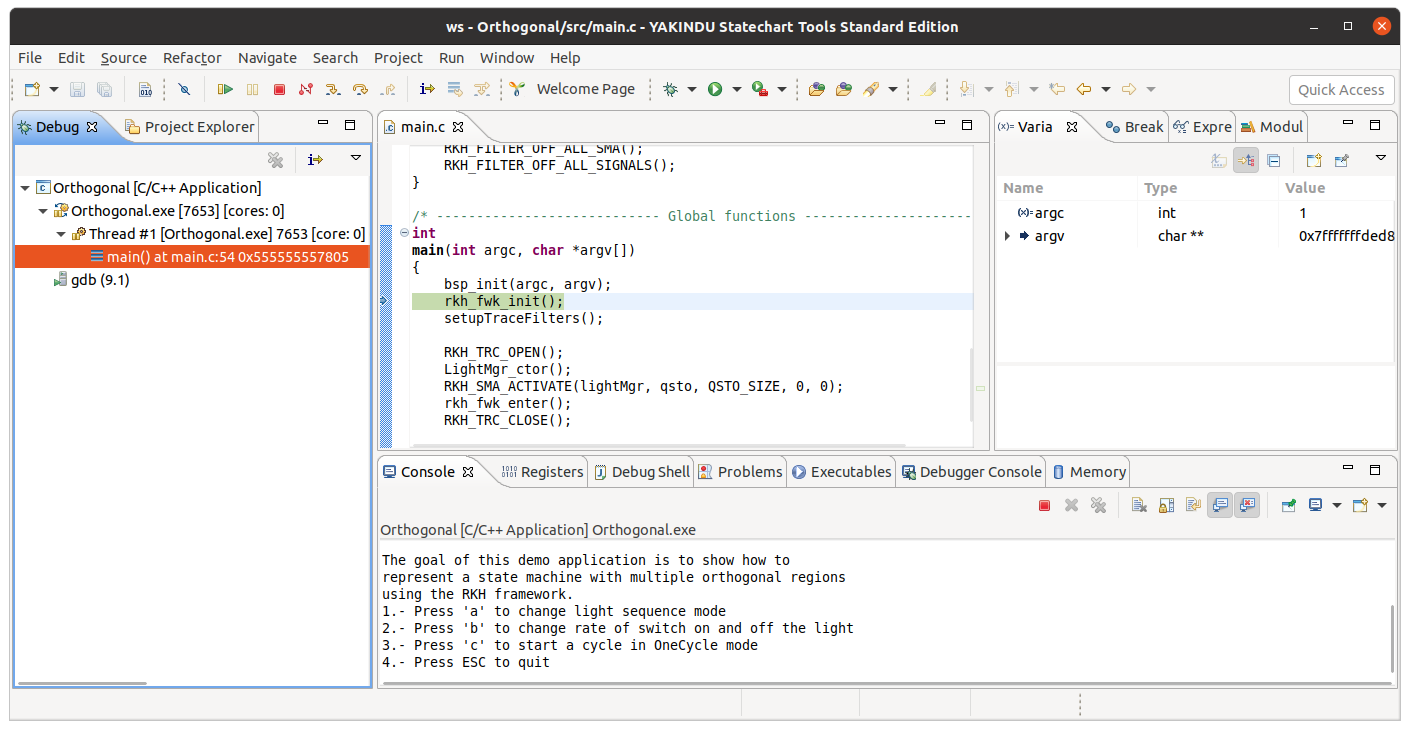 ws - Orthogonal/src/main.c - YAKINDU Statechart Tools Standard Edition
File Edit Source Refactor Navigate Search Project Run Window Help
Welcome Page
Quick Access
Debug
Project Explorer
Orthogonal [C/C++ Application]
Orthogonal.exe [7653] [cores: 0]
Thread #1 [Orthogonal.exe] 7653 [core: 0]
main() at main.c:54 0x555555557805
gdb (9.1)
main.c
RKH_FILTER_OFF_ALL_SMA();
RKH_FILTER_OFF_ALL_SIGNALS();
}
/* ---------------------------- Global functions ---------------------
int
main(int argc, char *argv[])
{
bsp_init(argc, argv);
rkh_fwk_init();
setupTraceFilters();
RKH_TRC_OPEN();
LightMgr_ctor();
RKH_SMA_ACTIVATE(lightMgr, qsto, QSTO_SIZE, 0, 0);
rkh_fwk_enter();
RKH_TRC_CLOSE();
(x)= Varia
Break
Expre
Modul
Name Type Value
(x)= argc int 1
argv char ** 0x7fffffffded8
Console
Registers
Debug Shell
Problems
Executables
Debugger Console
Memory
Orthogonal [C/C++ Application] Orthogonal.exe
The goal of this demo application is to show how to
represent a state machine with multiple orthogonal regions
using the RKH framework.
1.- Press 'a' to change light sequence mode
2.- Press 'b' to change rate of switch on and off the light
3.- Press 'c' to start a cycle in OneCycle mode
4.- Press ESC to quit